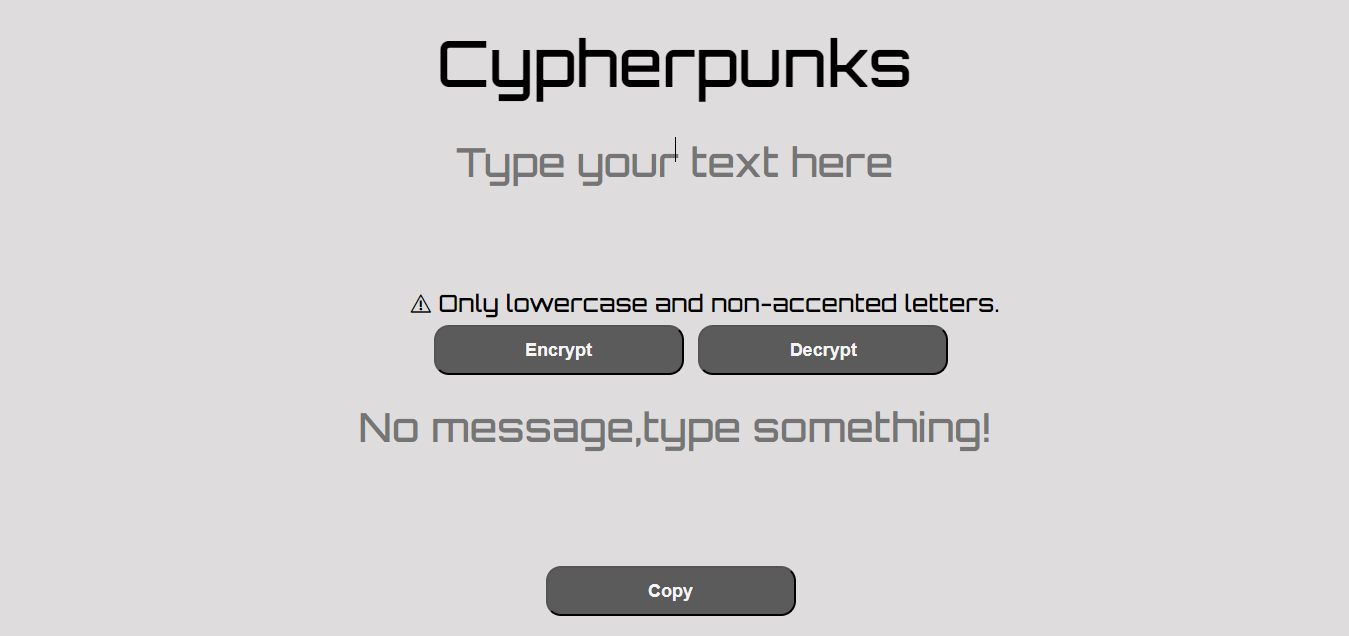 Cypherpunks
Type your text here
⚠ Only lowercase and non-accented letters.
Encrypt Decrypt
No message,type something!
Copy